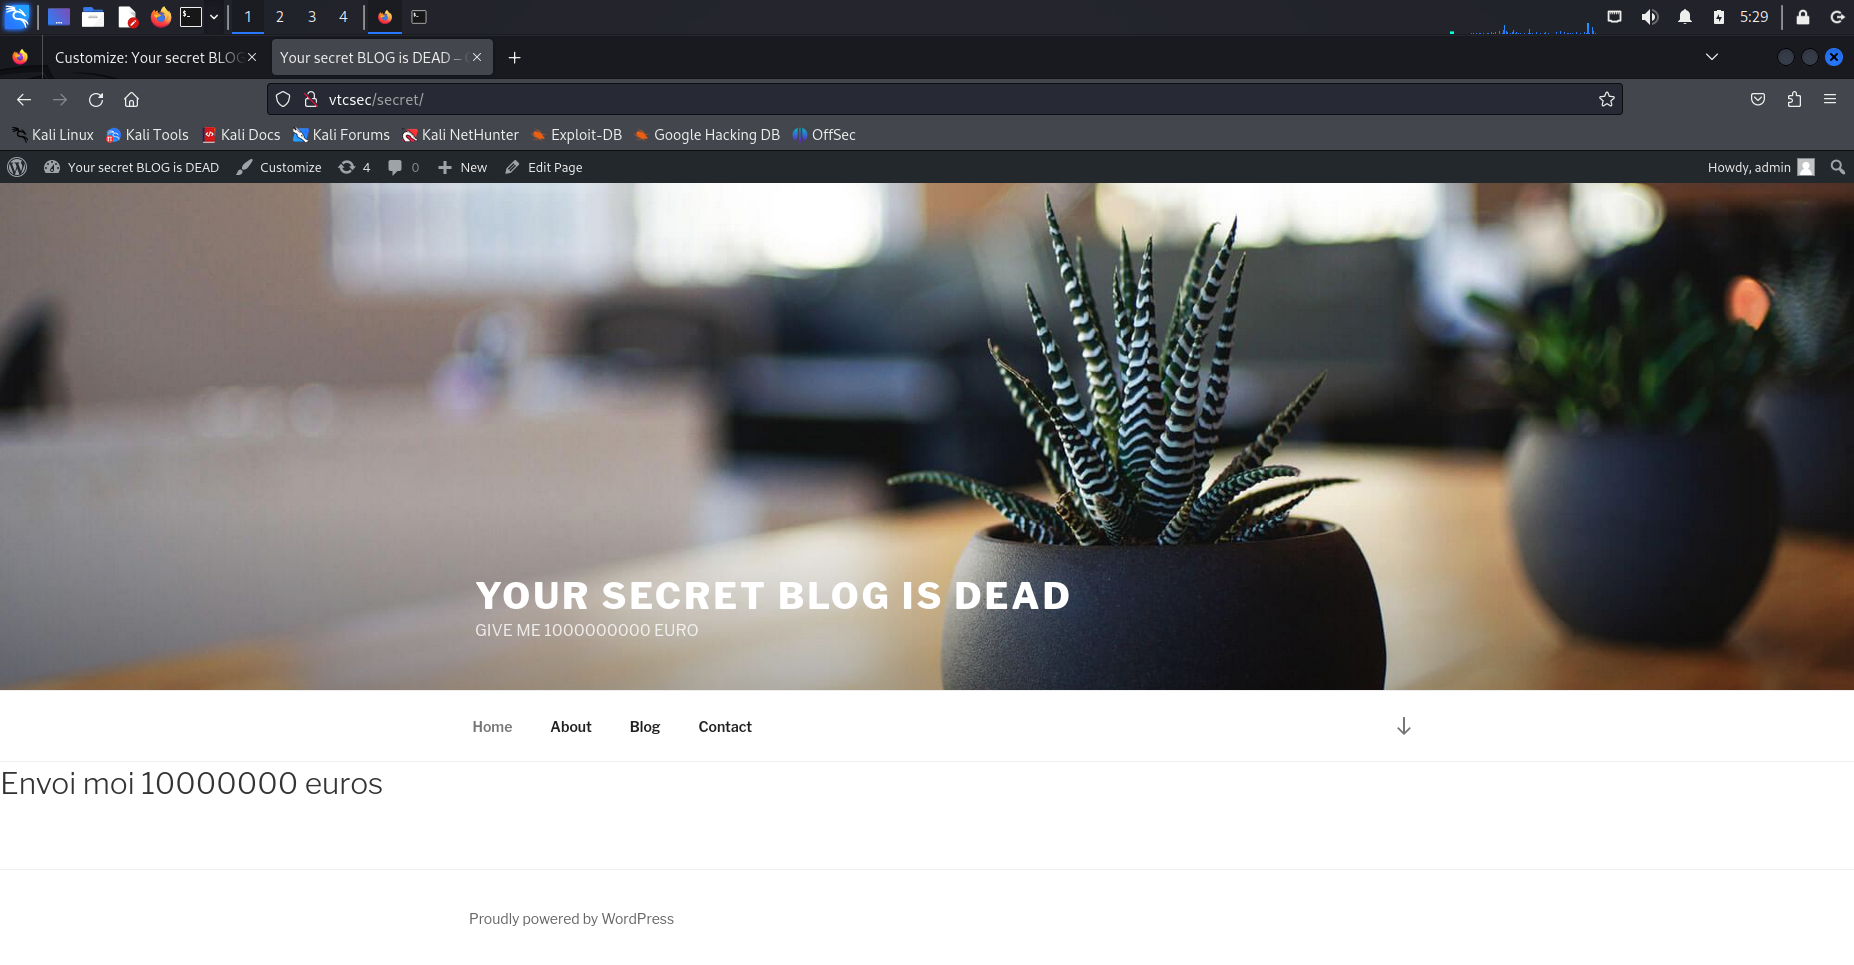 1 2 3 4
5:29
Customize: Your secret BLOG
Your secret BLOG is DEAD –
vtcsec/secret/
Kali Linux Kali Tools Kali Docs Kali Forums Kali NetHunter Exploit-DB Google Hacking DB OffSec
Your secret BLOG is DEAD Customize 4 0 New Edit Page Howdy, admin
YOUR SECRET BLOG IS DEAD
GIVE ME 1000000000 EURO
Home About Blog Contact
Envoi moi 10000000 euros
Proudly powered by WordPress